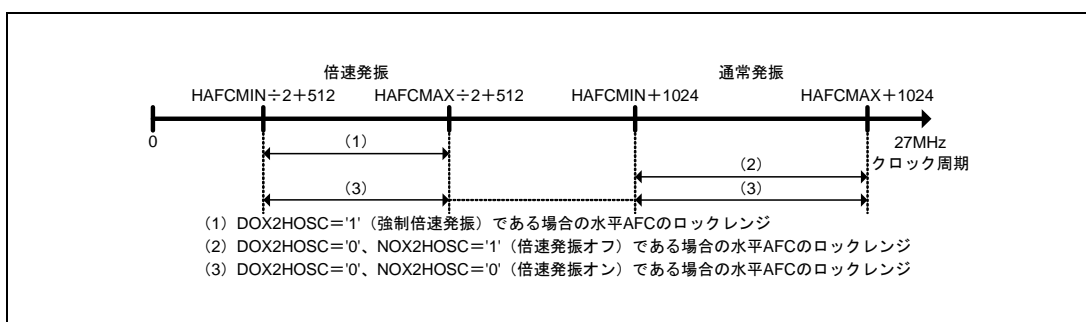 倍速発振 通常発振
HAFCMIN÷2+512 HAFCMAX÷2+512 HAFCMIN+1024 HAFCMAX+1024
0 (1) 27MHz
(2) クロック周期
(3) (3)
(1) DOX2HOSC='1'(強制倍速発振)である場合の水平AFCのロックレンジ
(2) DOX2HOSC='0'、NOX2HOSC='1'(倍速発振オフ)である場合の水平AFCのロックレンジ
(3) DOX2HOSC='0'、NOX2HOSC='0'(倍速発振オン)である場合の水平AFCのロックレンジ